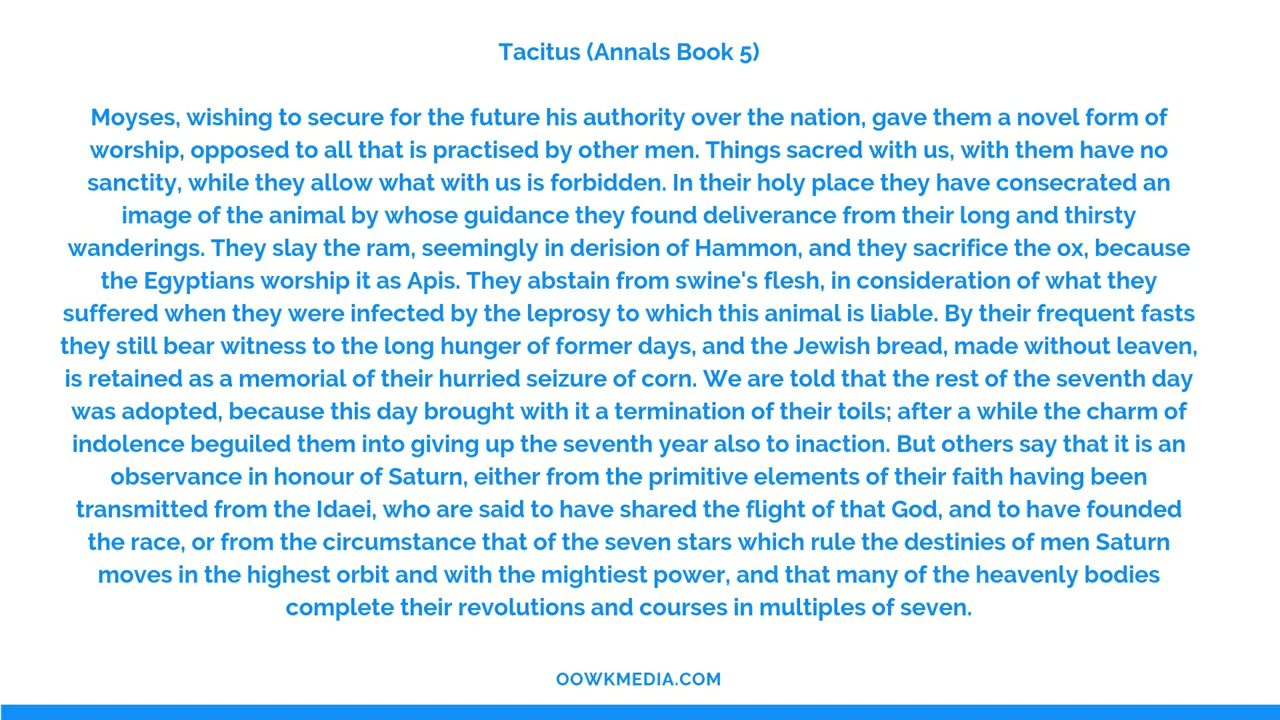 Tacitus (Annals Book 5)
Moyses, wishing to secure for the future his authority over the nation, gave them a novel form of
worship, opposed to all that is practised by other men. Things sacred with us, with them have no
sanctity, while they allow what with us is forbidden. In their holy place they have consecrated an
image of the animal by whose guidance they found deliverance from their long and thirsty
wanderings. They slay the ram, seemingly in derision of Hammon, and they sacrifice the ox, because
the Egyptians worship it as Apis. They abstain from swine's flesh, in consideration of what they
suffered when they were infected by the leprosy to which this animal is liable. By their frequent fasts
they still bear witness to the long hunger of former days, and the Jewish bread, made without leaven,
is retained as a memorial of their hurried seizure of corn. We are told that the rest of the seventh day
was adopted, because this day brought with it a termination of their toils; after a while the charm of
indolence beguiled them into giving up the seventh year also to inaction. But others say that it is an
observance in honour of Saturn, either from the primitive elements of their faith having been
transmitted from the Idaei, who are said to have shared the flight of that God, and to have founded
the race, or from the circumstance that of the seven stars which rule the destinies of men Saturn
moves in the highest orbit and with the mightiest power, and that many of the heavenly bodies
complete their revolutions and courses in multiples of seven.
OOWKMEDIA.COM